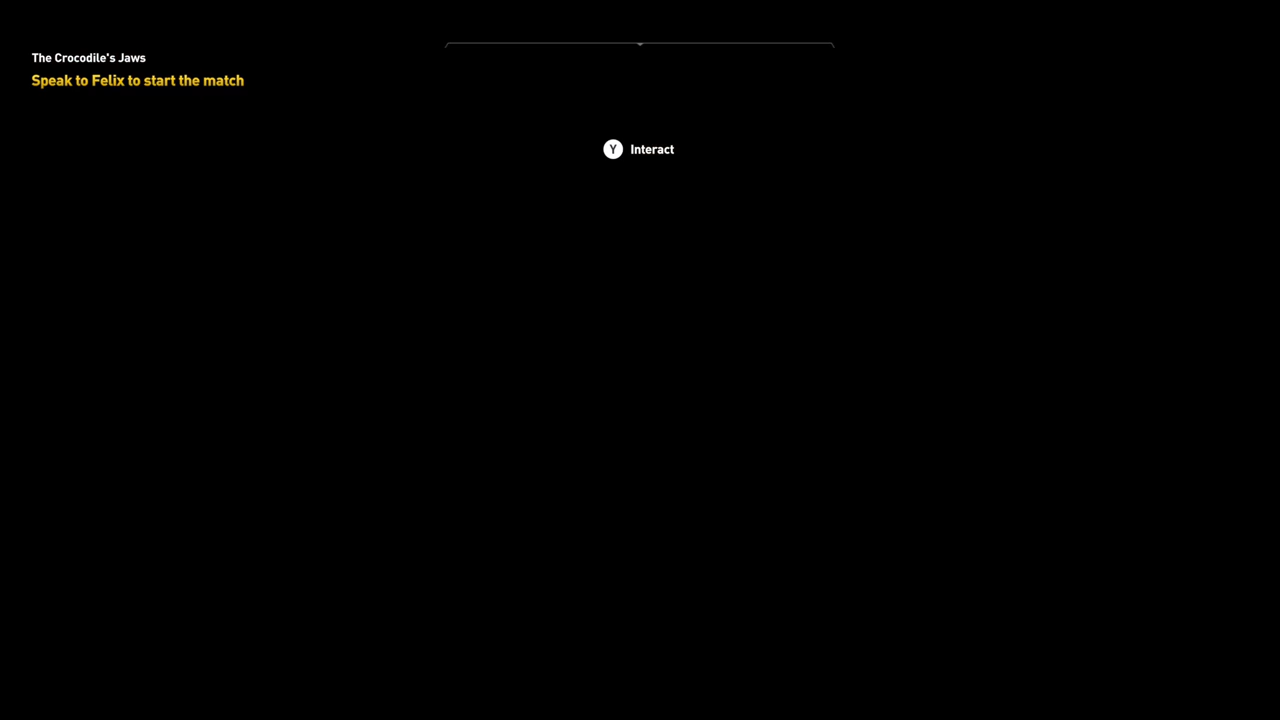 The Crocodile's Jaws
Speak to Felix to start the match
Y Interact